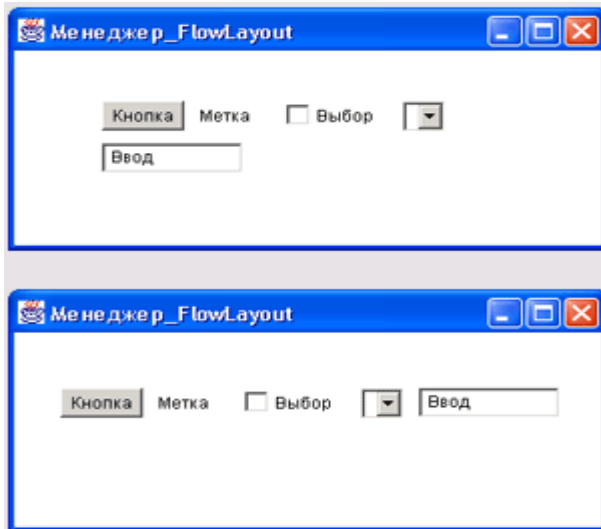 Менеджер_FlowLayout
Кнопка Метка Выбор
Ввод
Менеджер_FlowLayout
Кнопка Метка Выбор Ввод